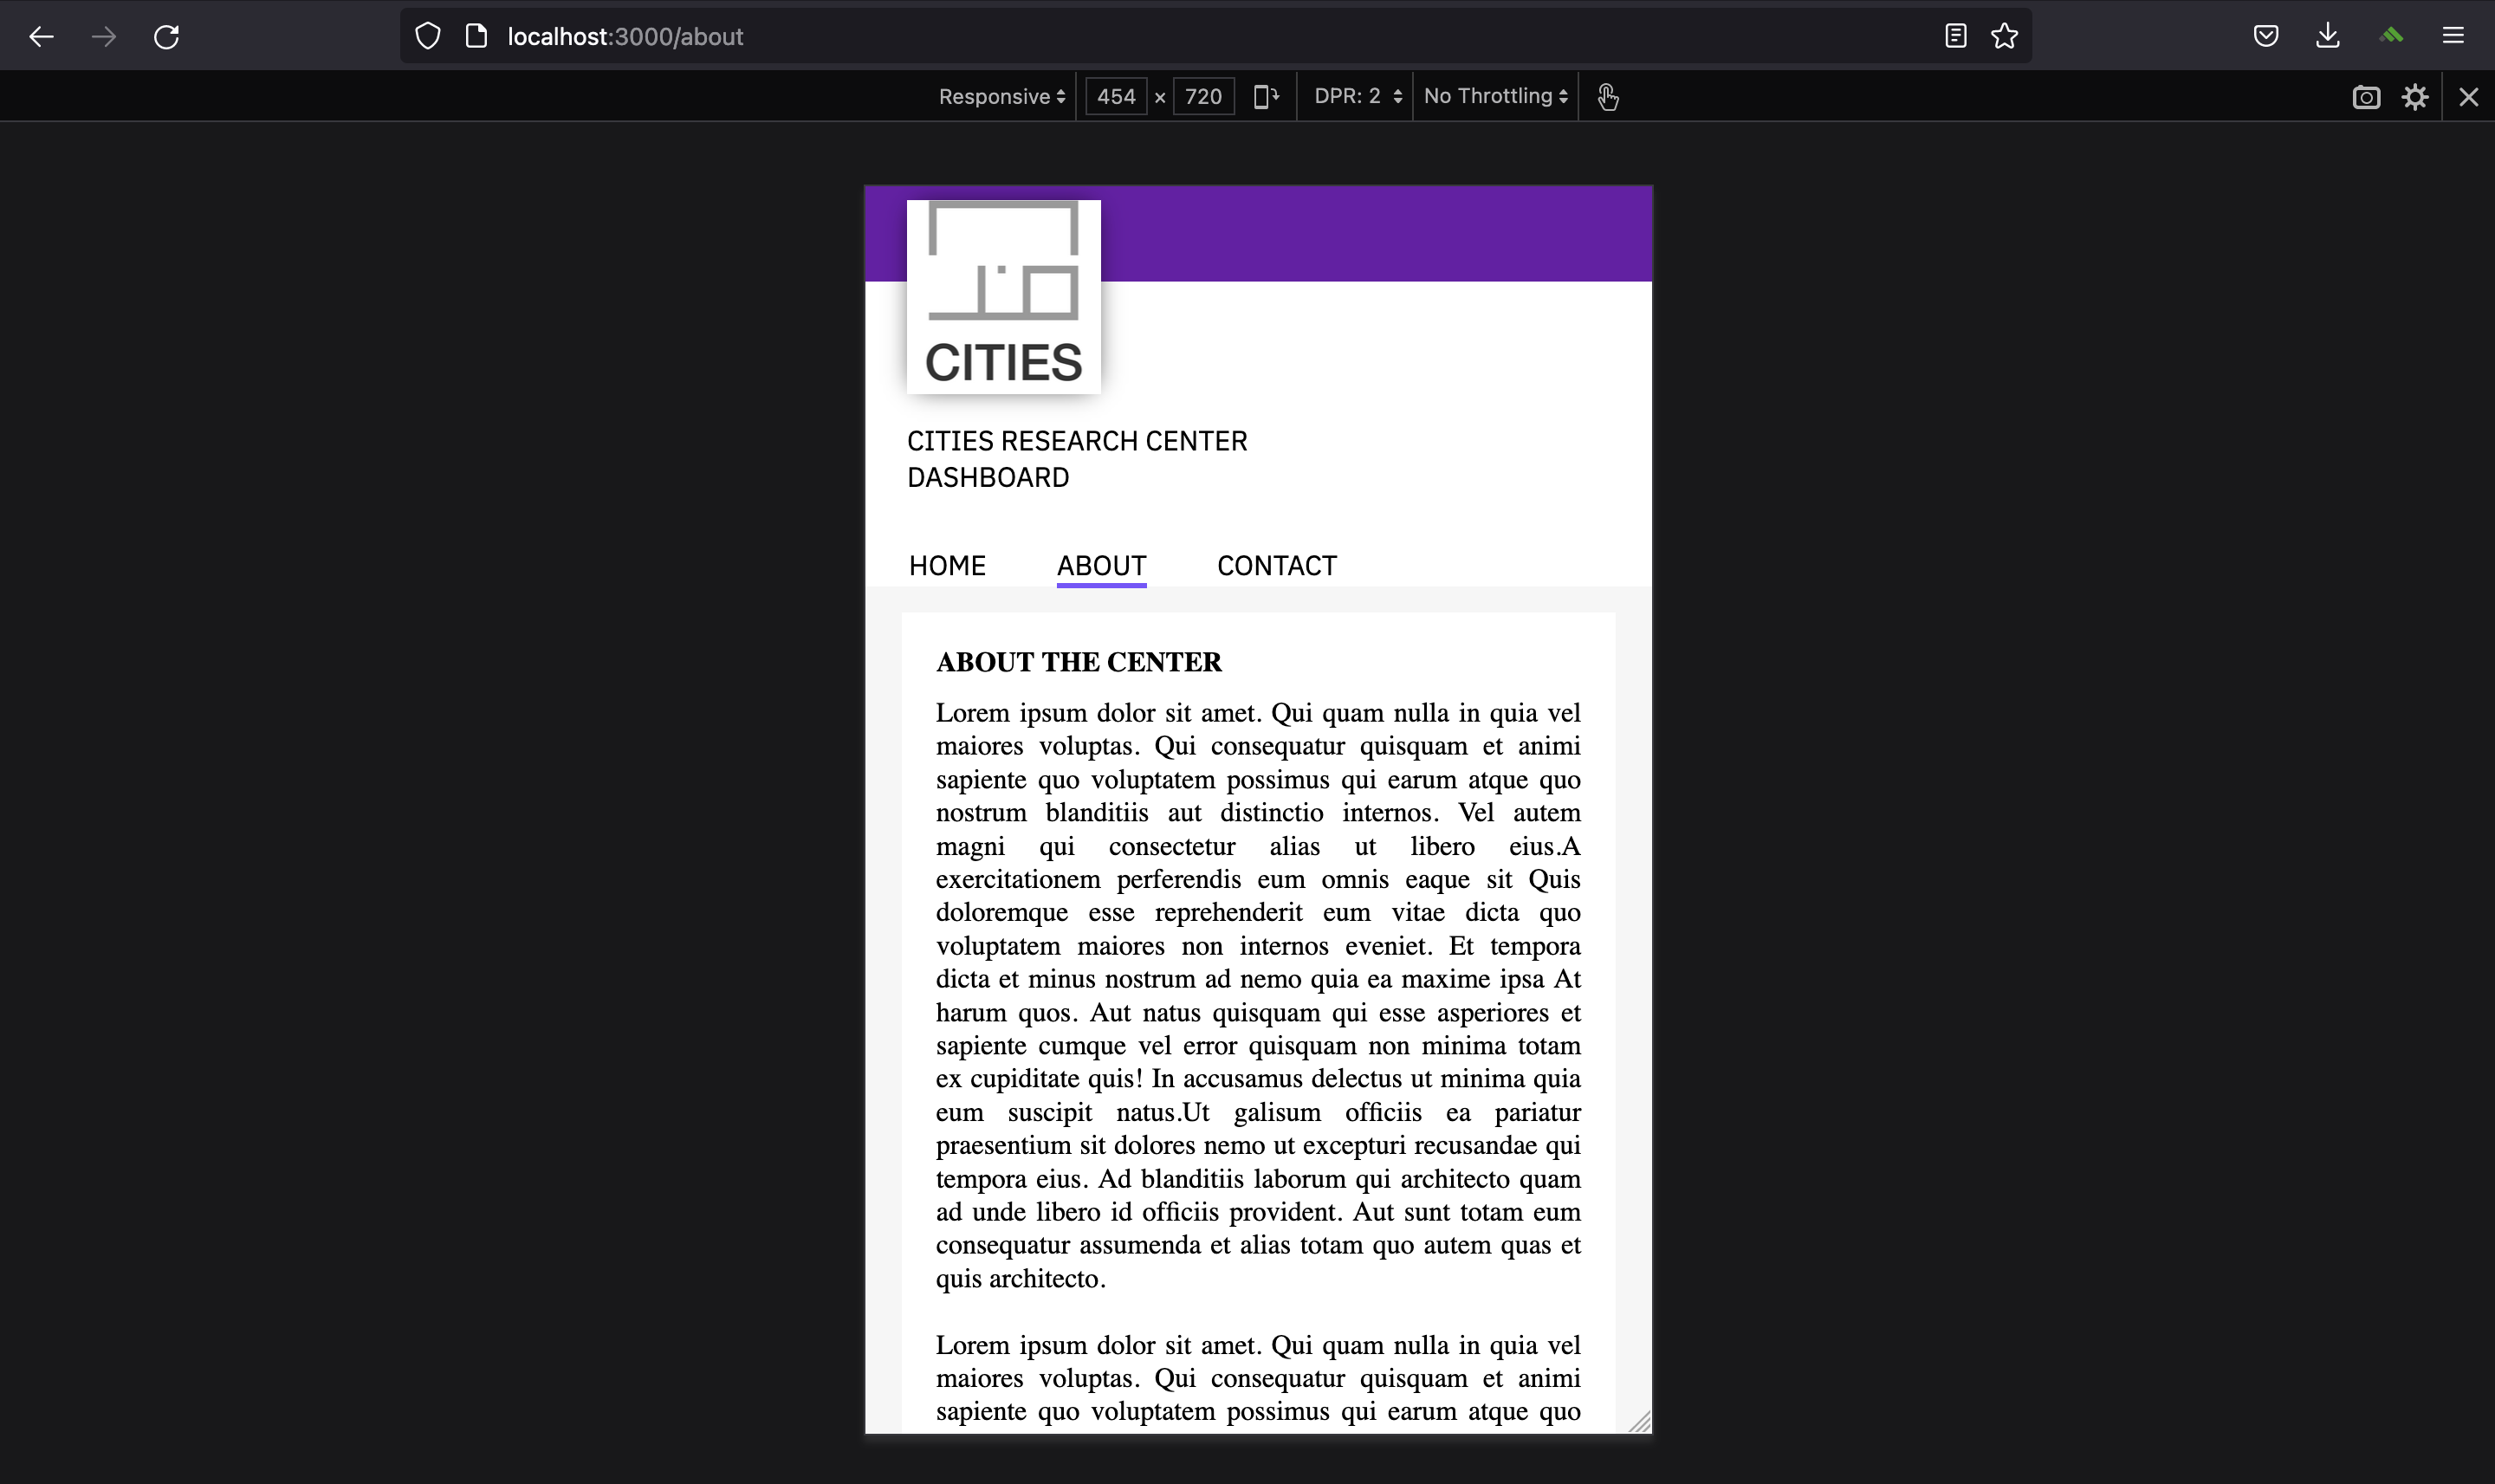 localhost:3000/about
Responsive 454 × 720 DPR: 2 No Throttling
CITIES
CITIES RESEARCH CENTER
DASHBOARD
HOME ABOUT CONTACT
ABOUT THE CENTER
Lorem ipsum dolor sit amet. Qui quam nulla in quia vel
maiores voluptas. Qui consequatur quisquam et animi
sapiente quo voluptatem possimus qui earum atque quo
nostrum blanditiis aut distinctio internos. Vel autem
magni qui consectetur alias ut libero eius.A
exercitationem perferendis eum omnis eaque sit Quis
doloremque esse reprehenderit eum vitae dicta quo
voluptatem maiores non internos eveniet. Et tempora
dicta et minus nostrum ad nemo quia ea maxime ipsa At
harum quos. Aut natus quisquam qui esse asperiores et
sapiente cumque vel error quisquam non minima totam
ex cupiditate quis! In accusamus delectus ut minima quia
eum suscipit natus.Ut galisum officiis ea pariatur
praesentium sit dolores nemo ut excepturi recusandae qui
tempora eius. Ad blanditiis laborum qui architecto quam
ad unde libero id officiis provident. Aut sunt totam eum
consequatur assumenda et alias totam quo autem quas et
quis architecto.
Lorem ipsum dolor sit amet. Qui quam nulla in quia vel
maiores voluptas. Qui consequatur quisquam et animi
sapiente quo voluptatem possimus qui earum atque quo